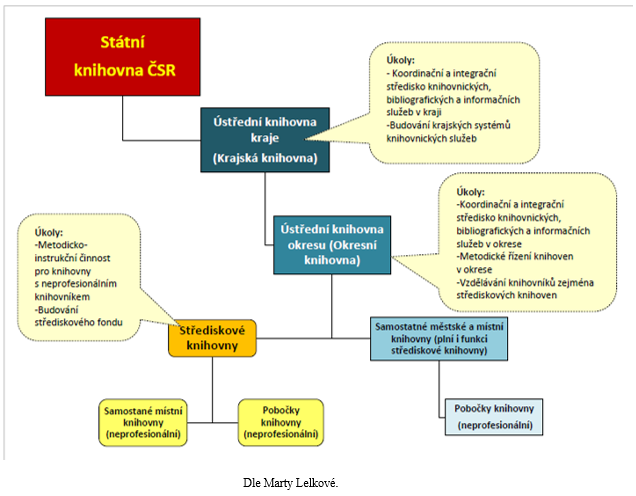 Státní
knihovna ČSR
Úkoly:
- Koordinační a integrační
středisko knihovnických,
bibliografických a informačních
služeb v kraji
-Budování krajských systémů
knihovnických služeb
Ústřední knihovna
kraje
(Krajská knihovna)
Úkoly:
-Koordinační a integrační
středisko knihovnických,
bibliografických a informačních
služeb v okrese
-Metodické řízení knihoven
v okrese
-Vzdělávání knihovníků zejména
střediskových knihoven
Ústřední knihovna
okresu (Okresní
knihovna)
Úkoly:
-Metodicko-
instrukční činnost
pro knihovny
s neprofesionálním
knihovníkem
-Budování
střediskového fondu
Střediskové
knihovny
Samostatné městské a místní
knihovny (plní i funkci
střediskové knihovny)
Samostané místní
knihovny
(neprofesionální)
Pobočky
knihovny
(neprofesionální)
Pobočky knihovny
(neprofesionální)
Dle Marty Lelkové.